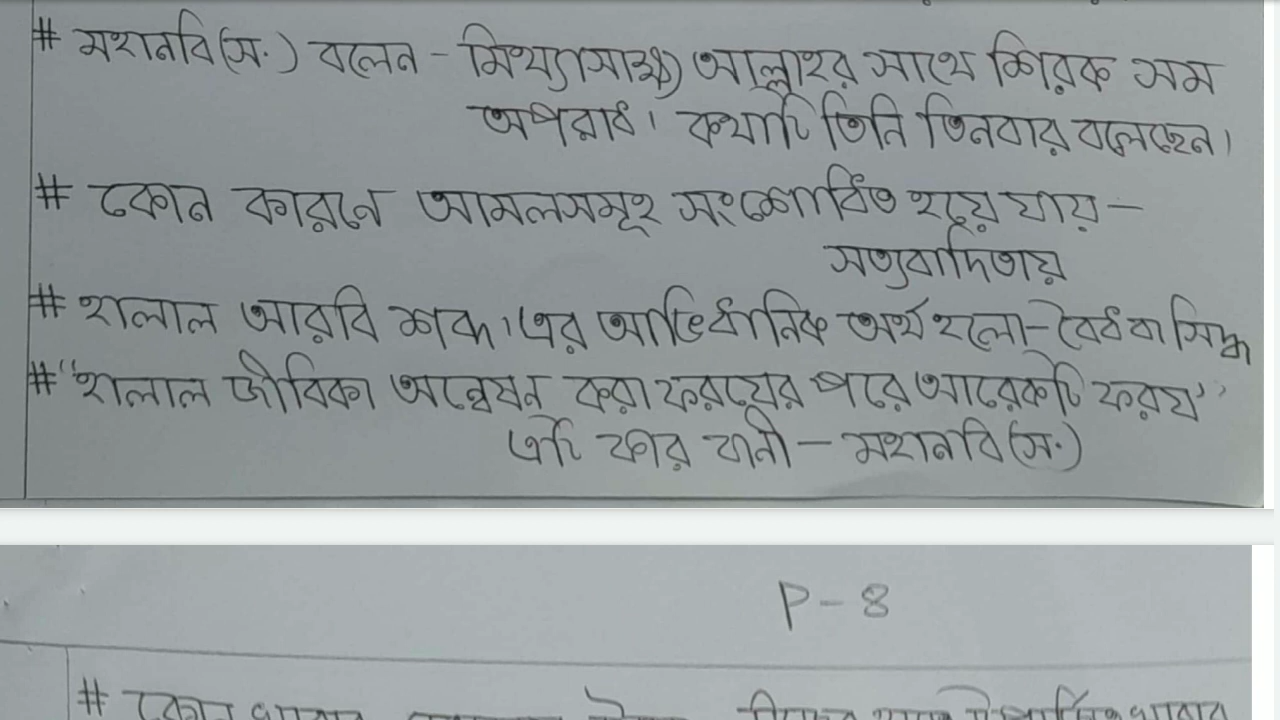 # মহানবি (স.) বলেন - মিথ্যাসাক্ষ্য আল্লাহর সাথে শিরক সম
অপরাধ। কথাটি তিনি তিনবার বলেছেন।
# কোন কারনে আমলসমূহ সংশোধিত হয়ে যায় -
সত্যবাদিতায়
# হালাল আরবি শব্দ। এর আভিধানিক অর্থ হলো - বৈধ বা সিদ্ধ
# "হালাল জীবিকা অন্বেষন করা ফরযের পরে আরেকটি ফরয"
এটি কার বানী - মহানবি (স.)
P-8
# কোন